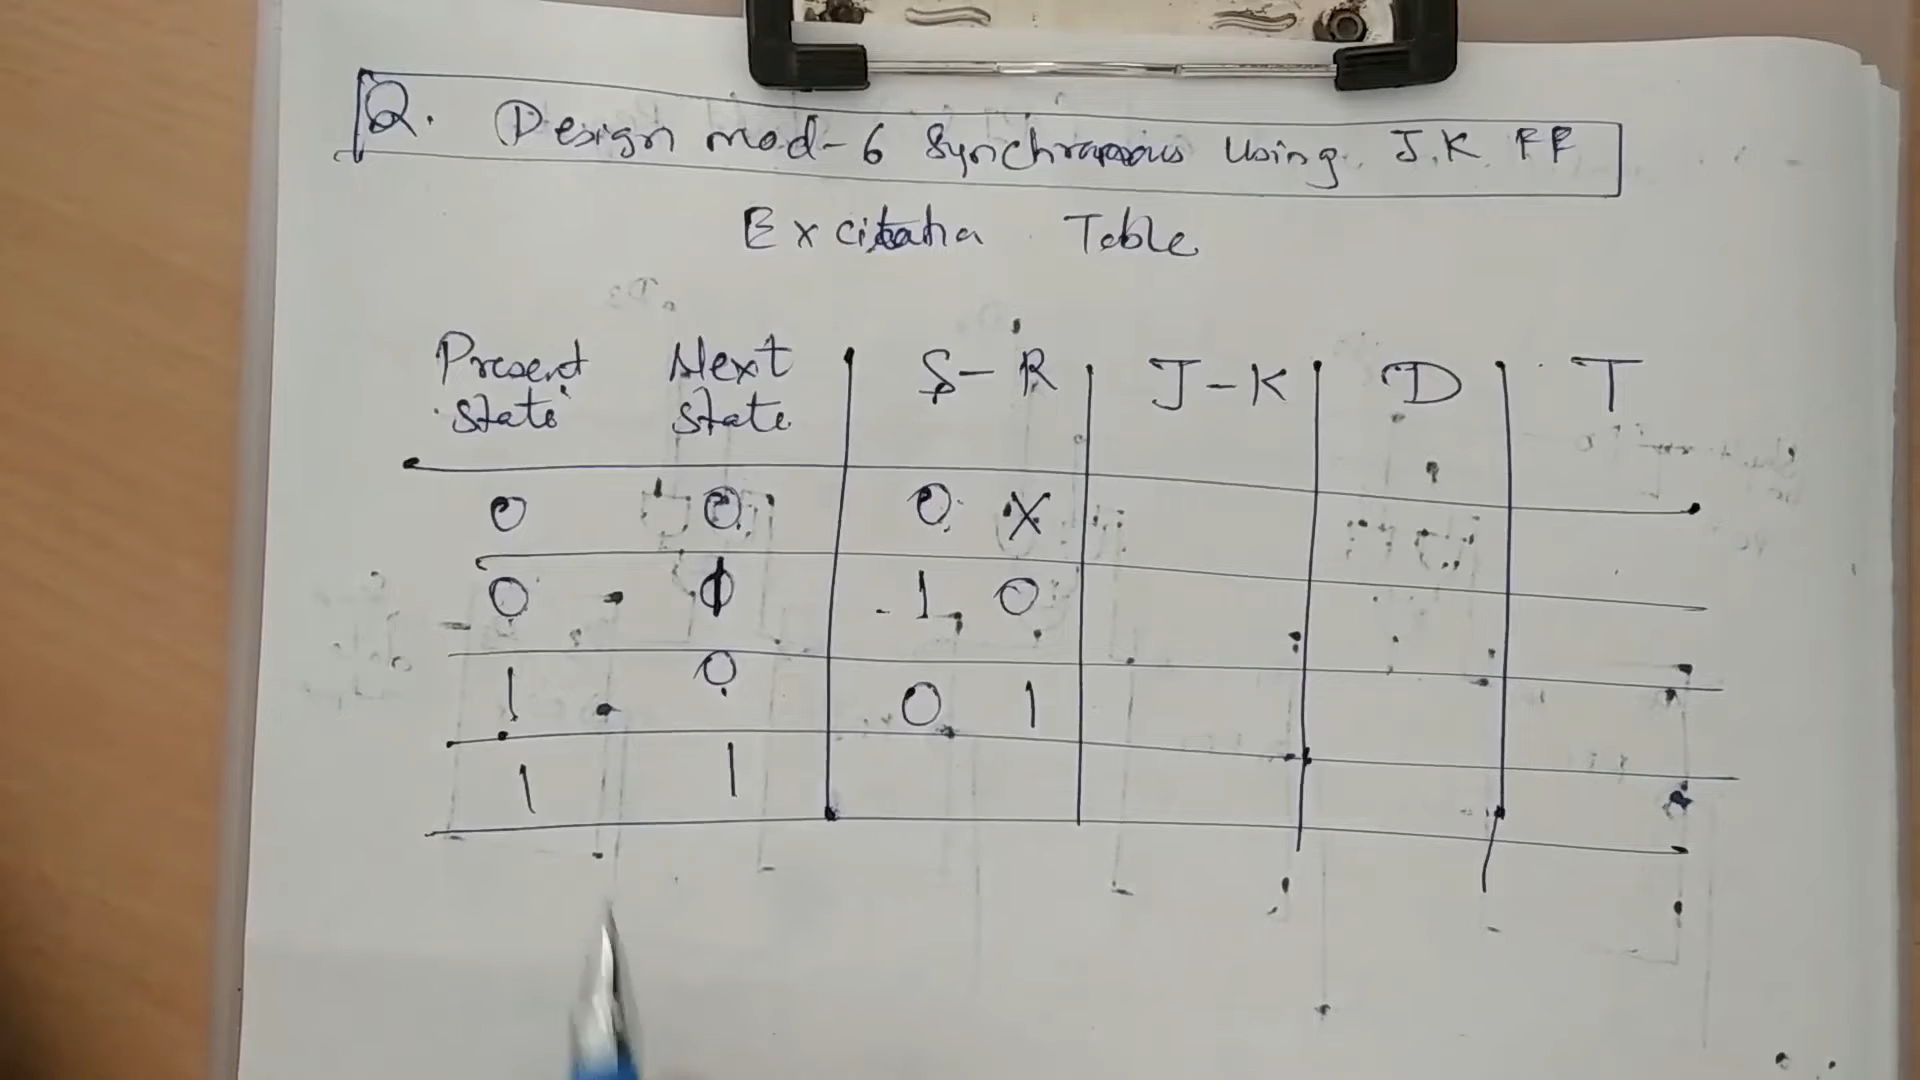 Q. Design mod-6 Synchronous Using J.K FF
Excitation Table
Present state Next state S-R J-K D T
0 0 0 X
0 1 1 0
1 0 0 1
1 1